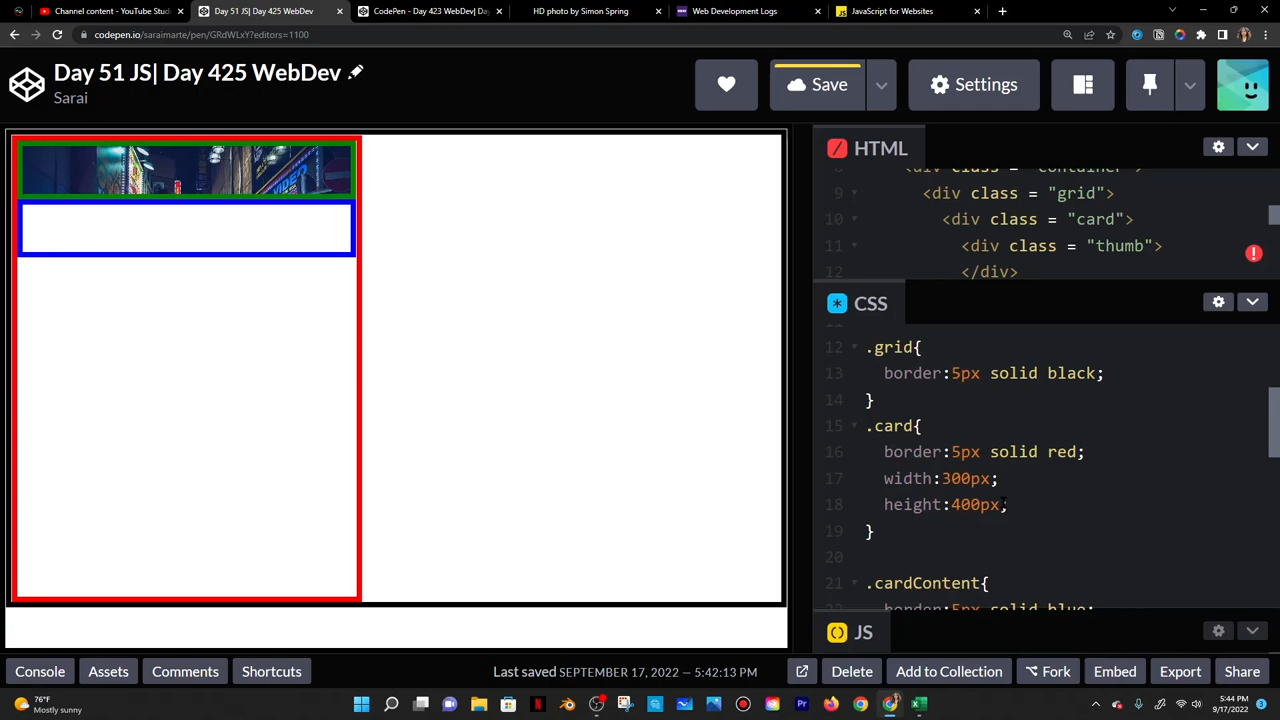 Channel content - YouTube Studi
Day 51 JS| Day 425 WebDev
CodePen - Day 423 WebDev| Da
HD photo by Simon Spring
Web Development Logs
JavaScript for Websites
codepen.io/saraimarte/pen/GRdWLxY?editors=1100
Day 51 JS| Day 425 WebDev
Sarai
Save
Settings
VIDEO
HTML
9 <div class = "grid">
10 <div class = "card">
11 <div class = "thumb">
12 </div>
CSS
12 .grid{
13 border:5px solid black;
14 }
15 .card{
16 border:5px solid red;
17 width:300px;
18 height:400px;
19 }
20
21 .cardContent{
border:5px solid blue;
JS
Console
Assets
Comments
Shortcuts
Last saved SEPTEMBER 17, 2022 — 5:42:13 PM
Delete
Add to Collection
Fork
Embed
Export
Share
76°F
Mostly sunny
5:44 PM
9/17/2022
3